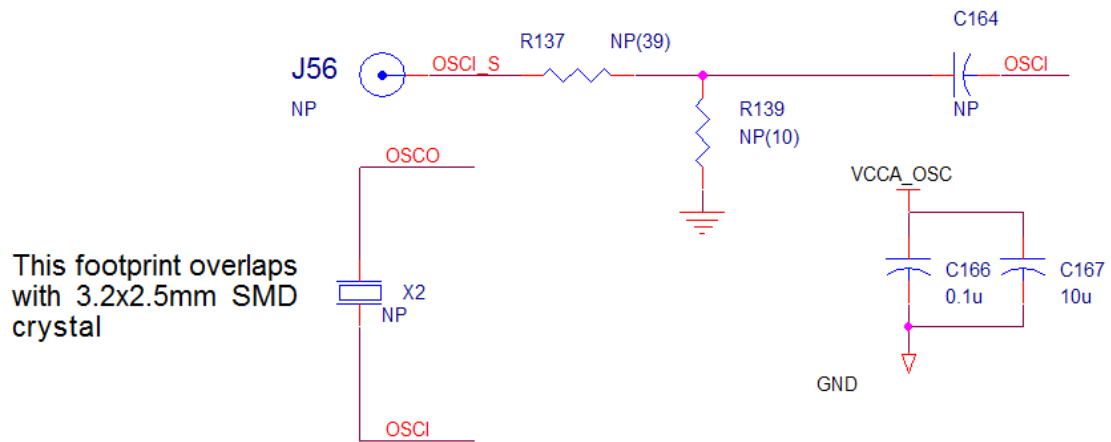 C164
R137 NP(39)
J56
OSCI_S
OSCI
NP
R139
NP
NP(10)
OSCO
VCCA_OSC
This footprint overlaps
with 3.2x2.5mm SMD
crystal
X2
NP
C166
C167
0.1u
10u
GND
OSCI